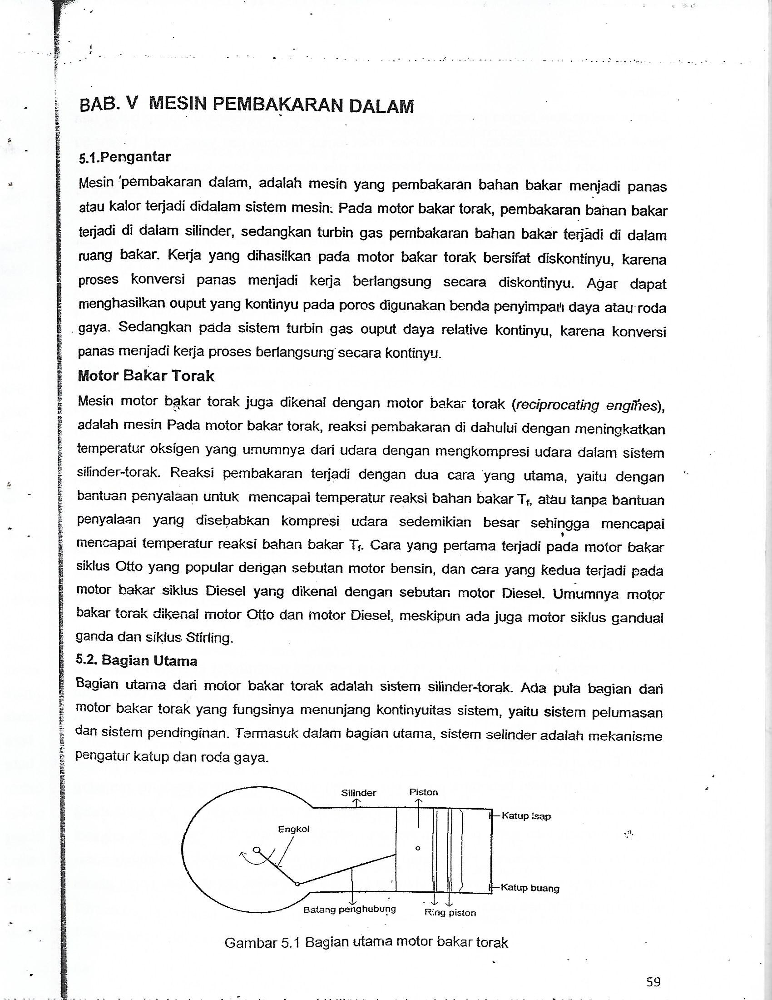 BAB. V MESIN PEMBAKARAN DALAM
5.1.Pengantar
Mesin pembakaran dalam, adalah mesin yang pembakaran bahan bakar menjadi panas
atau kalor terjadi didalam sistem mesin. Pada motor bakar torak, pembakaran bahan bakar
terjadi di dalam silinder, sedangkan turbin gas pembakaran bahan bakar terjadi di dalam
ruang bakar. Kerja yang dihasilkan pada motor bakar torak bersifat diskontinyu, karena
proses konversi panas menjadi kerja berlangsung secara diskontinyu. Agar dapat
menghasilkan ouput yang kontinyu pada poros digunakan benda penyimpan daya atau roda
gaya. Sedangkan pada sistem turbin gas ouput daya relative kontinyu, karena konversi
panas menjadi kerja proses berlangsung secara kontinyu.
Motor Bakar Torak
Mesin motor bakar torak juga dikenal dengan motor bakar torak (reciprocating engines),
adalah mesin Pada motor bakar torak, reaksi pembakaran di dahului dengan meningkatkan
temperatur oksigen yang umumnya dari udara dengan mengkompresi udara dalam sistem
silinder-torak. Reaksi pembakaran terjadi dengan dua cara yang utama, yaitu dengan
bantuan penyalaan untuk mencapai temperatur reaksi bahan bakar Tf, atau tanpa bantuan
penyalaan yang disebabkan kompresi udara sedemikian besar sehingga mencapai
mencapai temperatur reaksi bahan bakar Tf. Cara yang pertama terjadi pada motor bakar
siklus Otto yang popular dengan sebutan motor bensin, dan cara yang kedua terjadi pada
motor bakar siklus Diesel yang dikenal dengan sebutan motor Diesel. Umumnya motor
bakar torak dikenal motor Otto dan motor Diesel, meskipun ada juga motor siklus gandual
ganda dan siklus Stirling.
5.2. Bagian Utama
Bagian utama dari motor bakar torak adalah sistem silinder-torak. Ada pula bagian dari
motor bakar torak yang fungsinya menunjang kontinyuitas sistem, yaitu sistem pelumasan
dan sistem pendinginan. Termasuk dalam bagian utama, sistem selinder adalah mekanisme
pengatur katup dan roda gaya.
Silinder Piston
Katup isap
Engkol
Katup buang
Batang penghubung Ring piston
Gambar 5.1 Bagian utama motor bakar torak
59